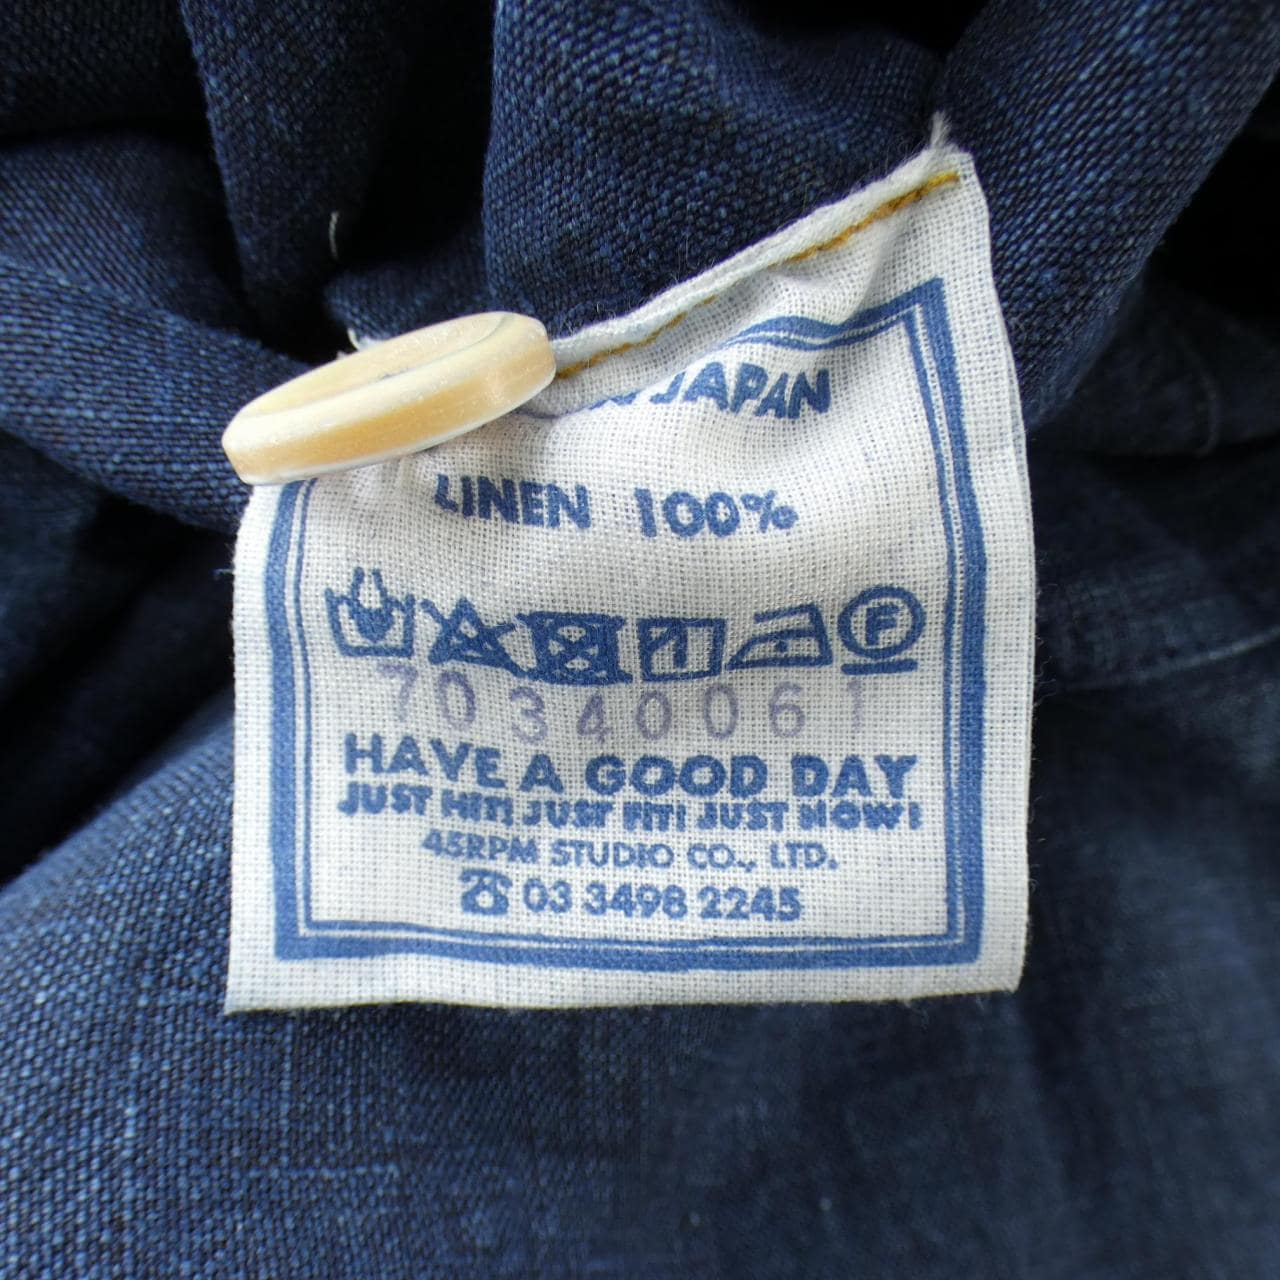 JAPAN
LINEN 100%
F
70340061
HAVE A GOOD DAY
JUST HIT! JUST FIT! JUST NOW!
45RPM STUDIO CO., LTD.
☎ 03 3498 2245